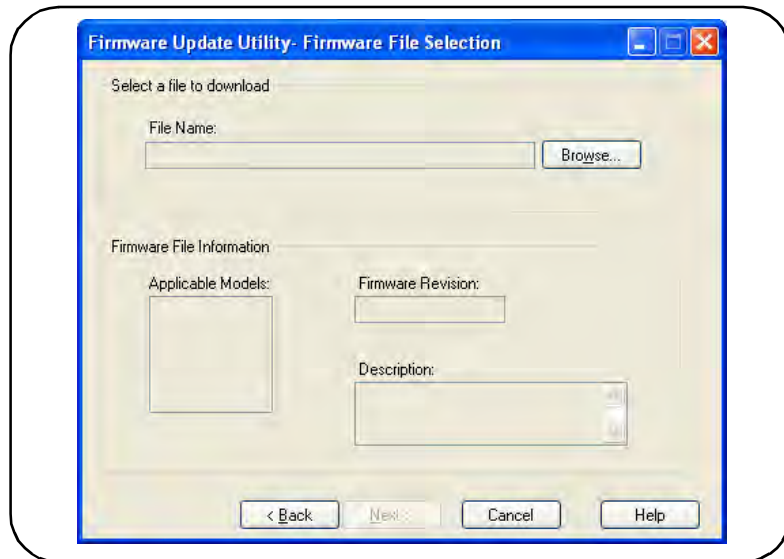 Firmware Update Utility- Firmware File Selection
Select a file to download
File Name:
Browse...
Firmware File Information
Applicable Models:
Firmware Revision:
Description:
< Back
Next >
Cancel
Help